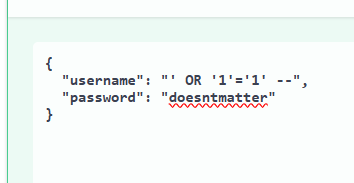 {
"username": "' OR '1'='1' --",
"password": "doesntmatter"
}